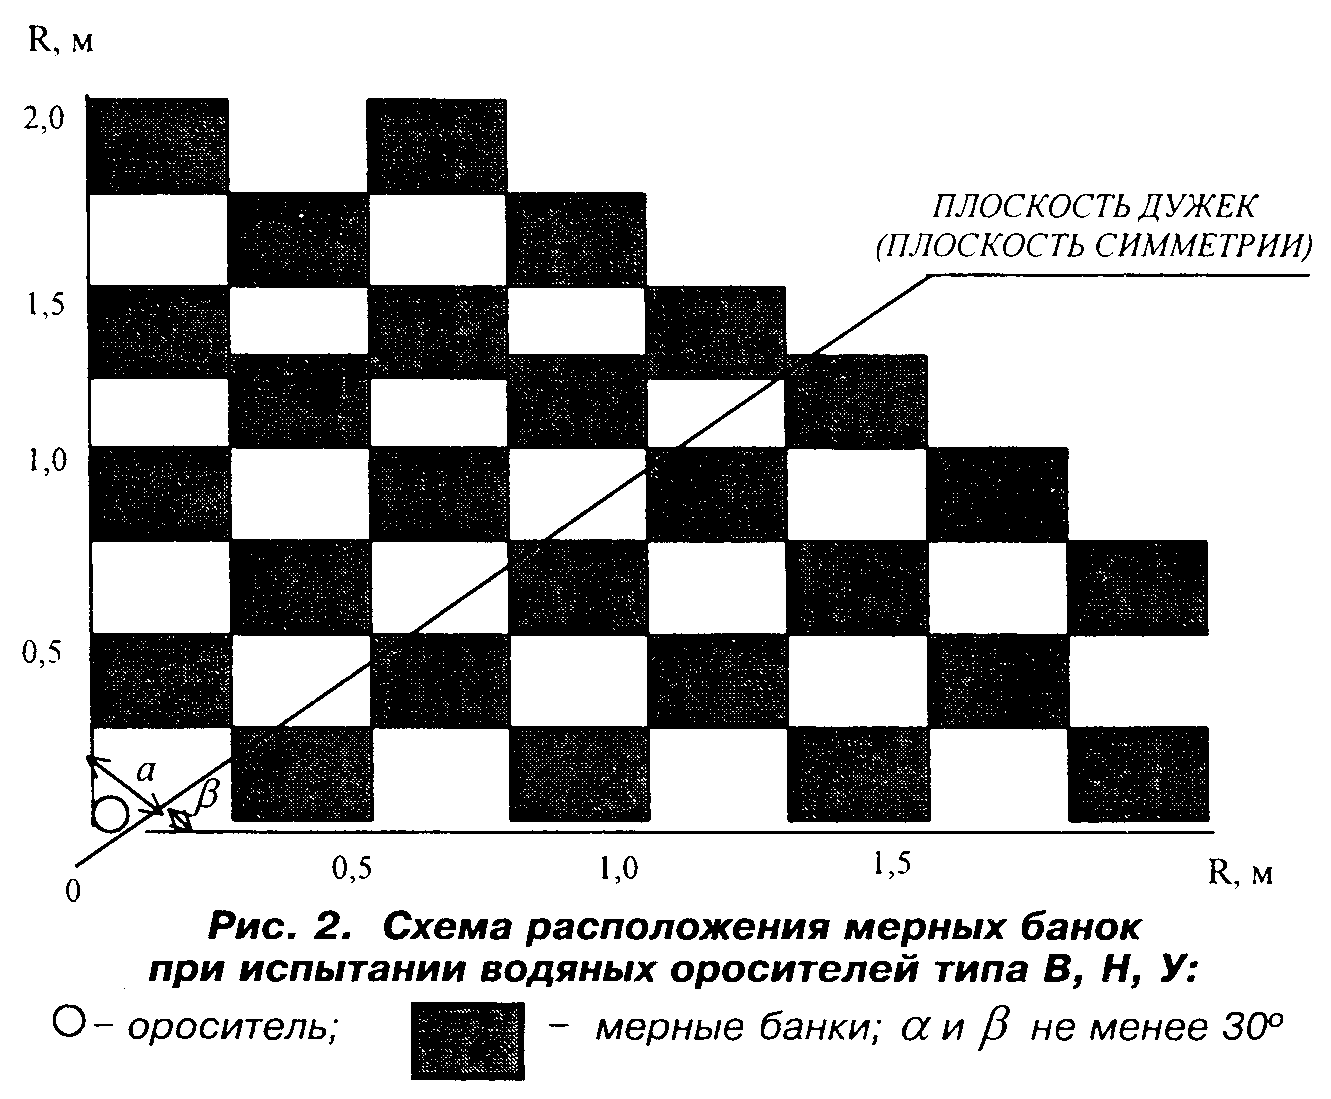 R, м
2,0
ПЛОСКОСТЬ ДУЖЕК
(ПЛОСКОСТЬ СИММЕТРИИ)
1,5
1,0
0,5
α
β
0
0,5
1,0
1,5
R, м
Рис. 2. Схема расположения мерных банок
при испытании водяных оросителей типа В, Н, У:
– ороситель;
– мерные банки; α и β не менее 30º